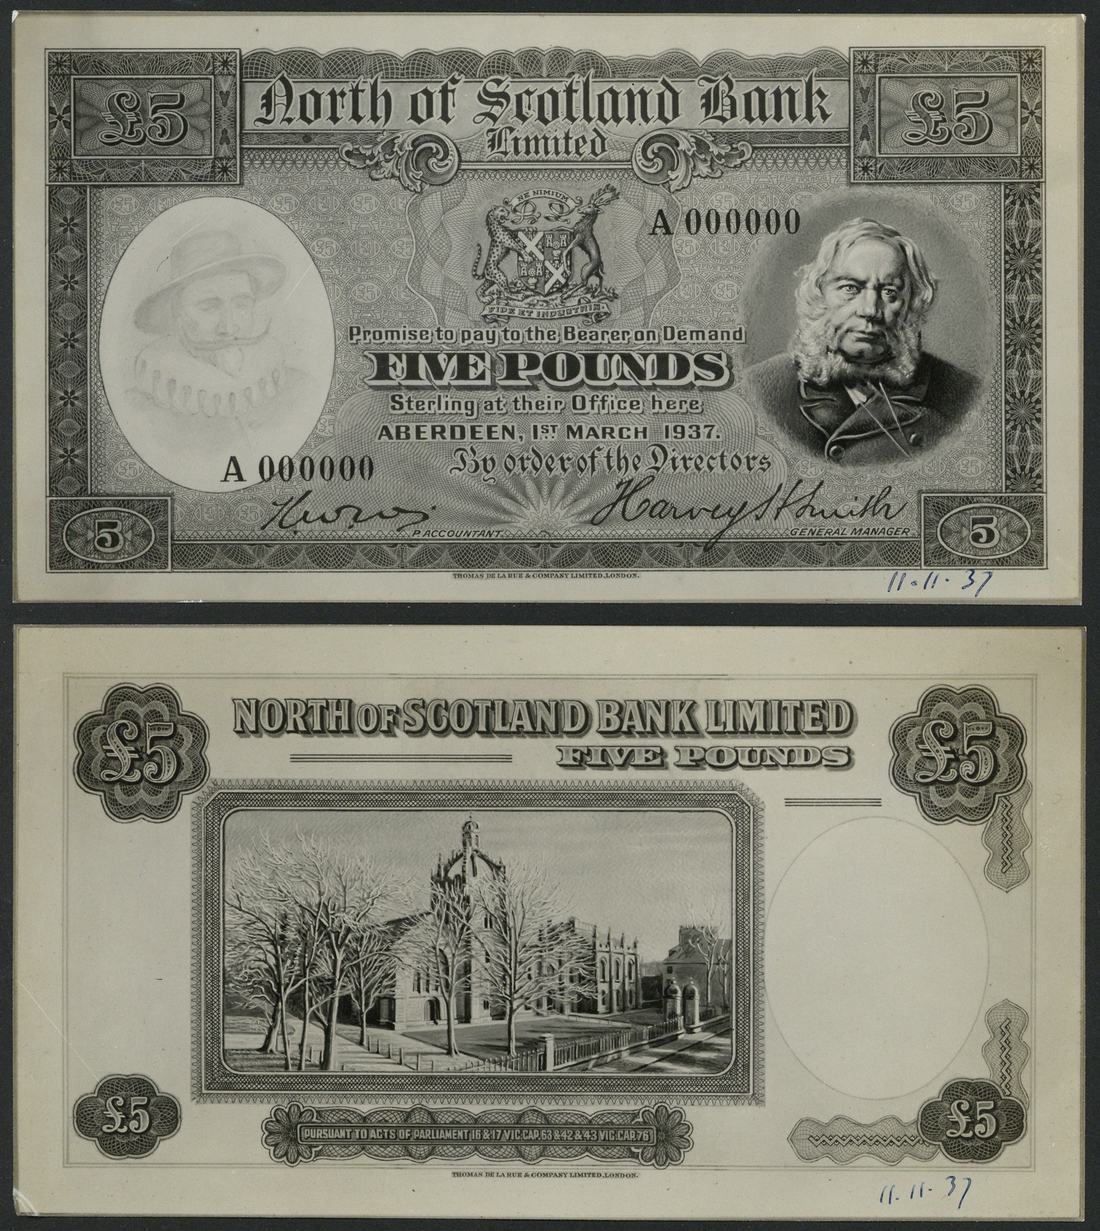 £5
North of Scotland Bank
£5
Limited
NE NIMIUM
A 000000
FIDE ET INDUSTRIA
Promise to pay to the Bearer on Demand
FIVE POUNDS
Sterling at their Office here
ABERDEEN, 1ST MARCH 1937.
By order of the Directors
A 000000
Harvey H Smith
P. ACCOUNTANT.
GENERAL MANAGER
5
5
THOMAS DE LA RUE & COMPANY LIMITED, LONDON.
11-11-37
£5
NORTH OF SCOTLAND BANK LIMITED
£5
FIVE POUNDS
£5
£5
PURSUANT TO ACTS OF PARLIAMENT 16 & 17 VIC. CAP. 63 & 42 & 43 VIC. CAP. 76
THOMAS DE LA RUE & COMPANY LIMITED, LONDON.
11.11.37